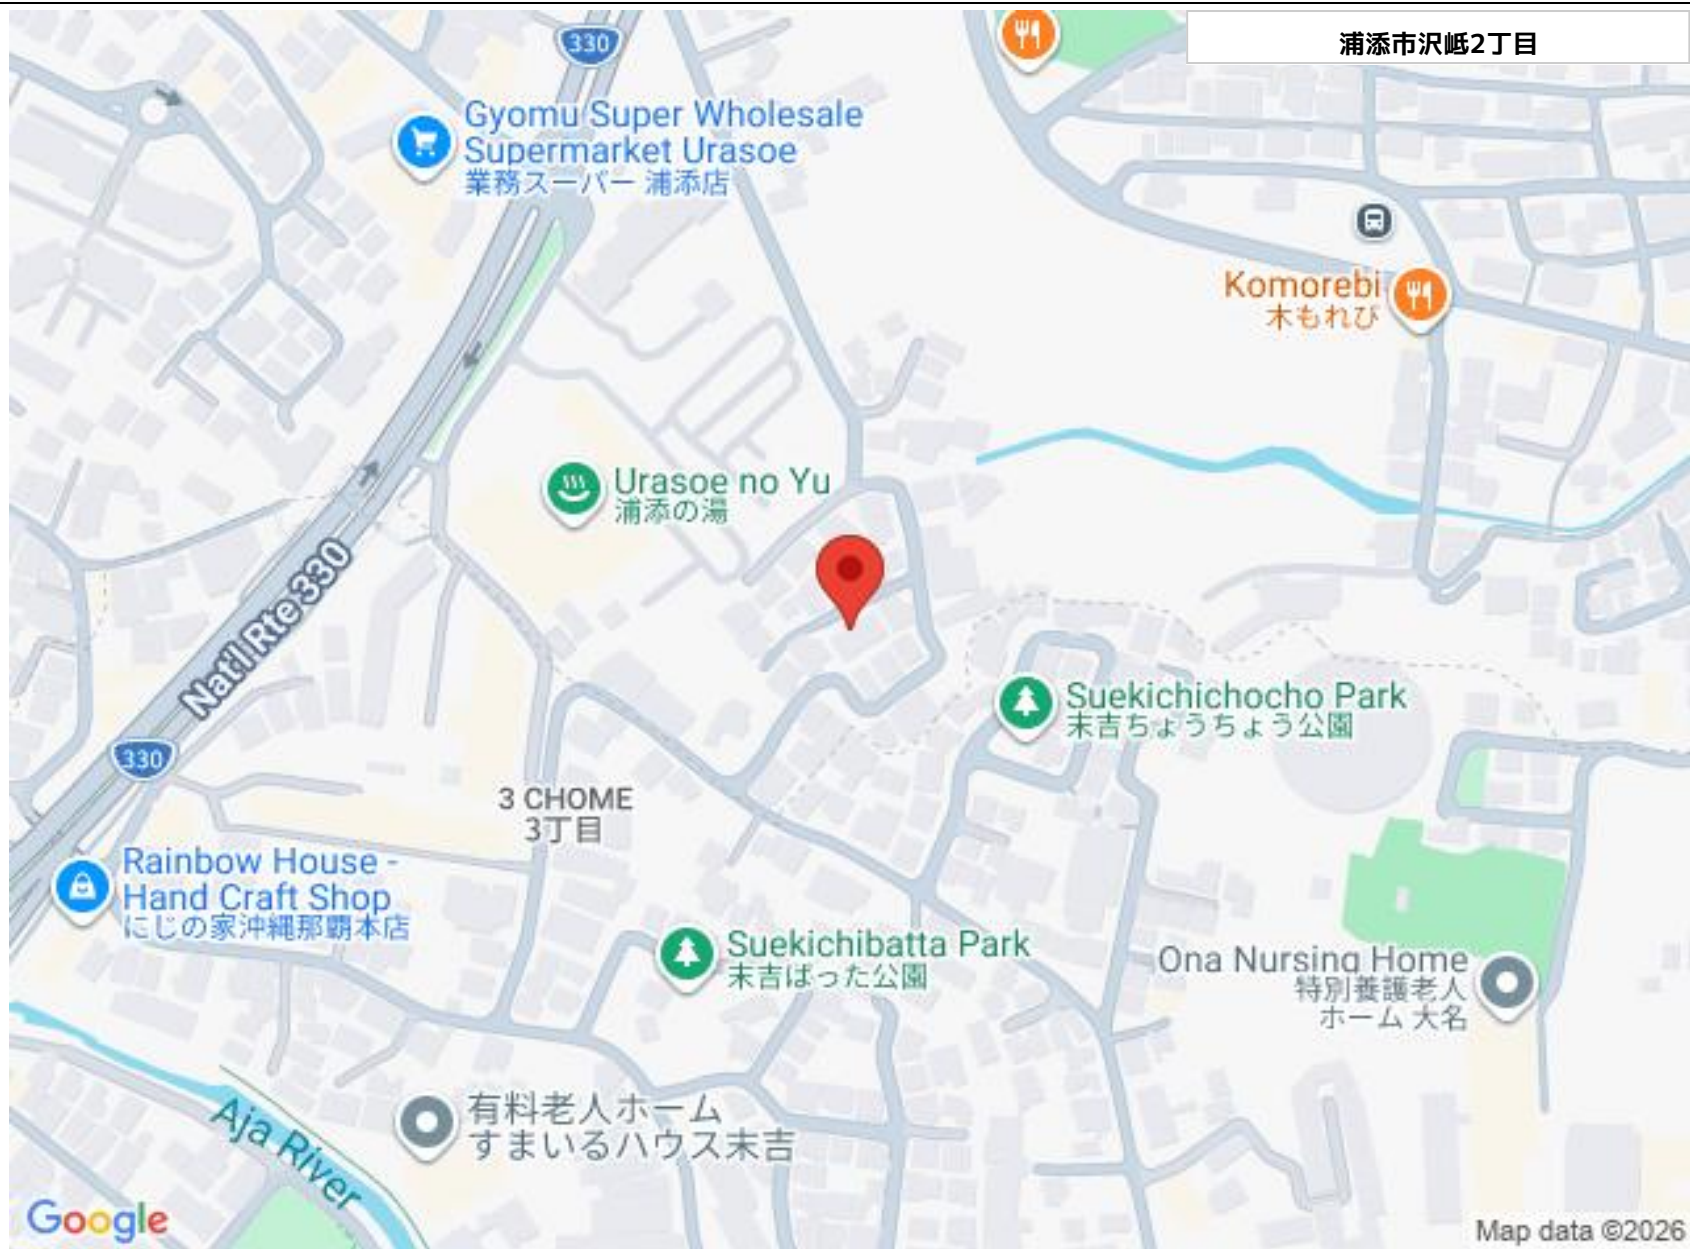 330
浦添市沢岻2丁目
Gyomu Super Wholesale
Supermarket Urasoe
業務スーパー 浦添店
Komorebi
木もれび
Urasoe no Yu
浦添の湯
Nat'l Rte 330
Suekichichocho Park
末吉ちょうちょう公園
330
3 CHOME
3丁目
Rainbow House -
Hand Craft Shop
にじの家沖縄那覇本店
Suekichibatta Park
末吉ばった公園
Ona Nursing Home
特別養護老人
ホーム 大名
有料老人ホーム
すまいるハウス末吉
Aja River
Google
Map data ©2026